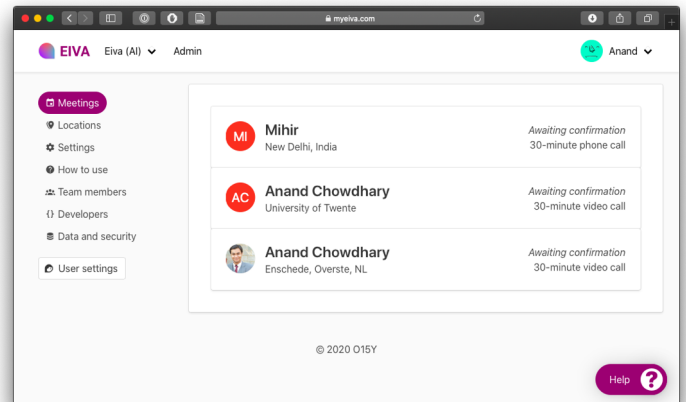 myeiva.com
EIVA Eiva (AI) Admin Anand
Meetings
Locations
Settings
How to use
Team members
{} Developers
Data and security
User settings
MI Mihir Awaiting confirmation
New Delhi, India 30-minute phone call
AC Anand Chowdhary Awaiting confirmation
University of Twente 30-minute video call
Anand Chowdhary Awaiting confirmation
Enschede, Overste, NL 30-minute video call
© 2020 O15Y
Help ?